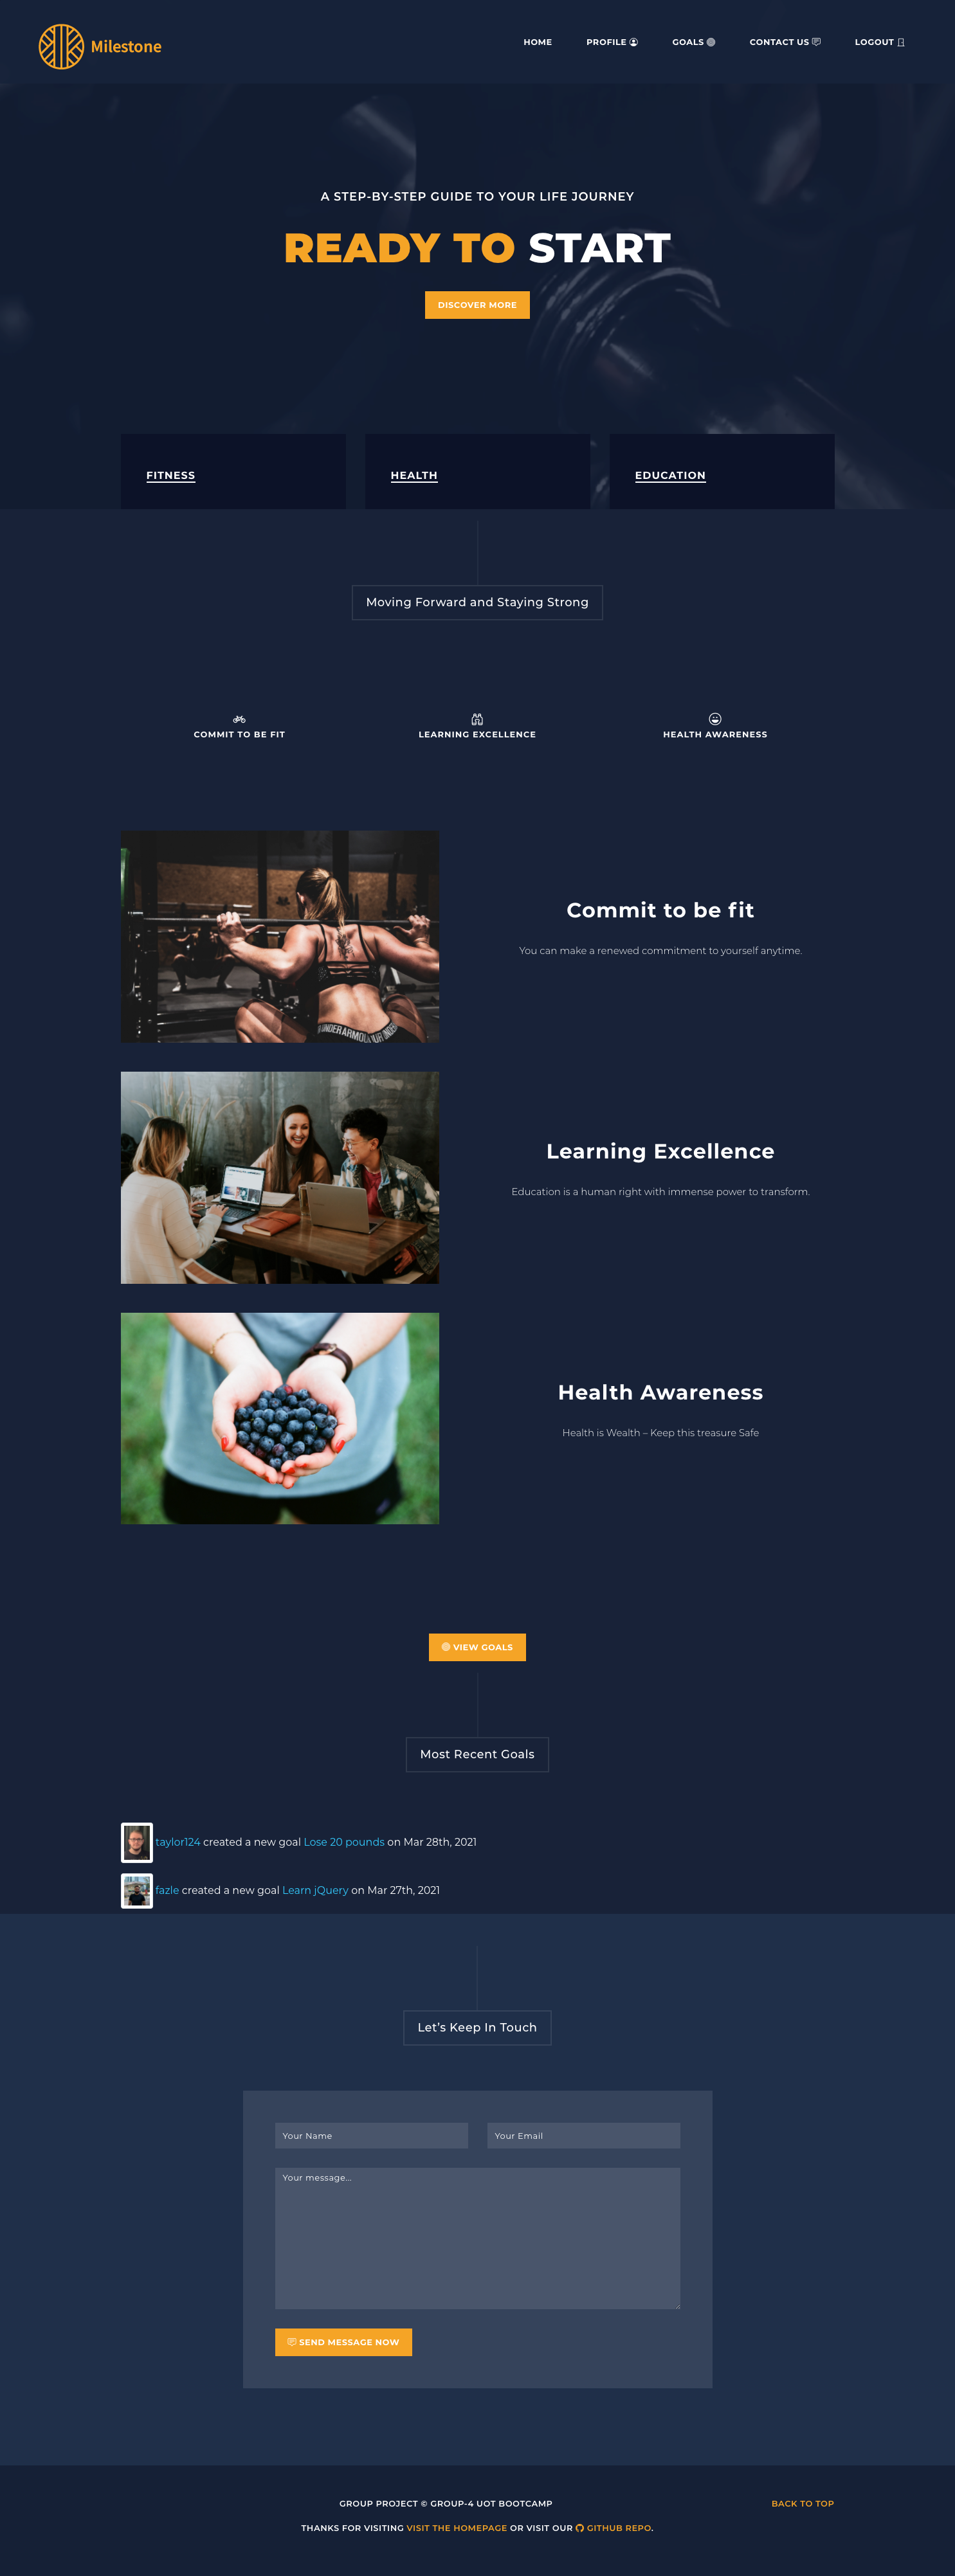 Milestone
HOME PROFILE GOALS CONTACT US LOGOUT
A STEP-BY-STEP GUIDE TO YOUR LIFE JOURNEY
READY TO START
DISCOVER MORE
FITNESS HEALTH EDUCATION
Moving Forward and Staying Strong
COMMIT TO BE FIT LEARNING EXCELLENCE HEALTH AWARENESS
Commit to be fit
You can make a renewed commitment to yourself anytime.
UNDER ARMOUR
Learning Excellence
Education is a human right with immense power to transform.
Health Awareness
Health is Wealth – Keep this treasure Safe
VIEW GOALS
Most Recent Goals
taylor124 created a new goal Lose 20 pounds on Mar 28th, 2021
fazle created a new goal Learn jQuery on Mar 27th, 2021
Let's Keep In Touch
Your Name Your Email
Your message...
SEND MESSAGE NOW
GROUP PROJECT © GROUP-4 UOT BOOTCAMP BACK TO TOP
THANKS FOR VISITING VISIT THE HOMEPAGE OR VISIT OUR GITHUB REPO.